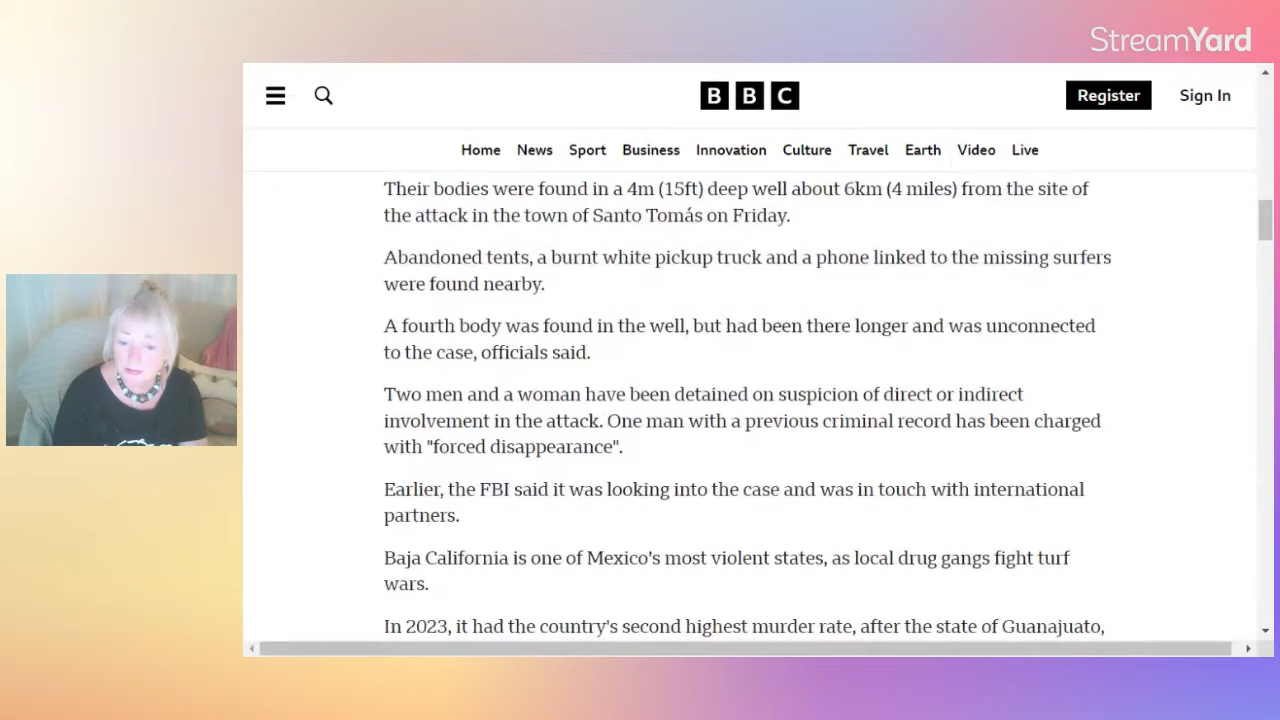 StreamYard
BBC
Register
Sign In
Home News Sport Business Innovation Culture Travel Earth Video Live
Their bodies were found in a 4m (15ft) deep well about 6km (4 miles) from the site of
the attack in the town of Santo Tomás on Friday.
Abandoned tents, a burnt white pickup truck and a phone linked to the missing surfers
were found nearby.
A fourth body was found in the well, but had been there longer and was unconnected
to the case, officials said.
Two men and a woman have been detained on suspicion of direct or indirect
involvement in the attack. One man with a previous criminal record has been charged
with "forced disappearance".
Earlier, the FBI said it was looking into the case and was in touch with international
partners.
Baja California is one of Mexico's most violent states, as local drug gangs fight turf
wars.
In 2023, it had the country's second highest murder rate, after the state of Guanajuato,